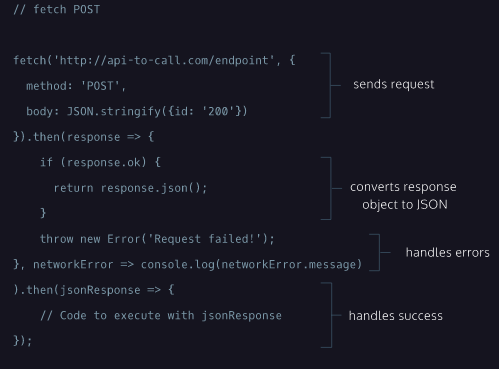 // fetch POST
fetch('http://api-to-call.com/endpoint', {
  method: 'POST',
  body: JSON.stringify({id: '200'})
}).then(response => {
    if (response.ok) {
      return response.json();
    }
    throw new Error('Request failed!');
}, networkError => console.log(networkError.message)
).then(jsonResponse => {
    // Code to execute with jsonResponse
});
sends request
converts response
object to JSON
handles errors
handles success